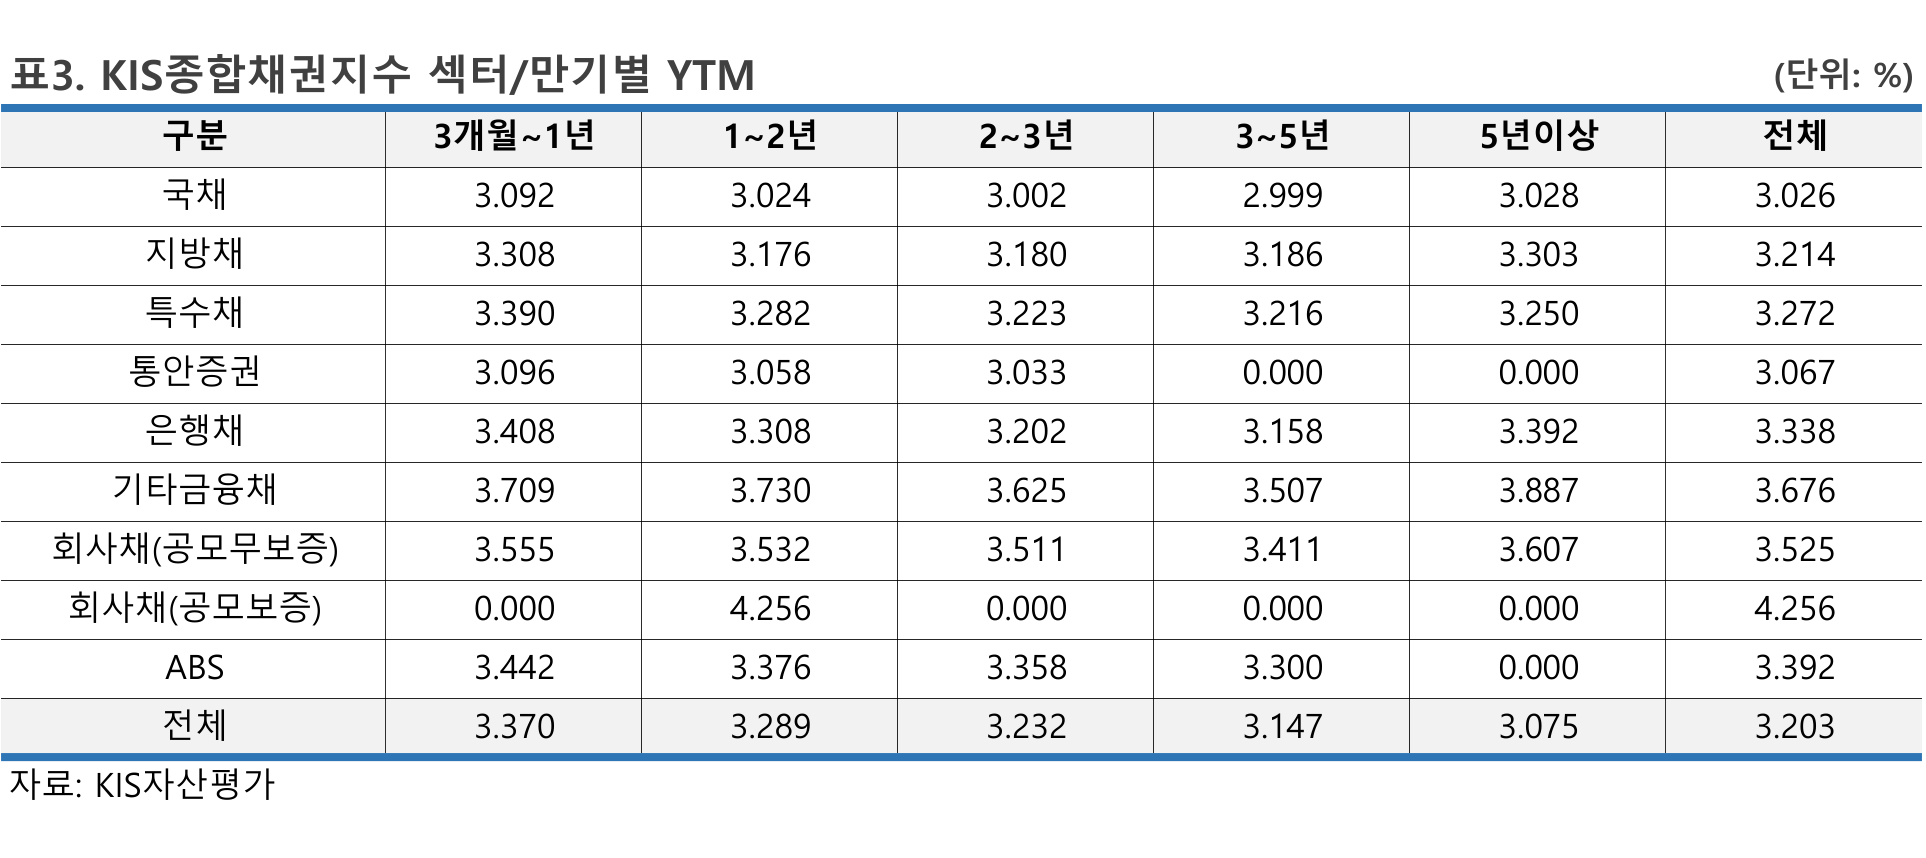 표3. KIS종합채권지수 섹터/만기별 YTM (단위: %)
구분 3개월~1년 1~2년 2~3년 3~5년 5년이상 전체
국채 3.092 3.024 3.002 2.999 3.028 3.026
지방채 3.308 3.176 3.180 3.186 3.303 3.214
특수채 3.390 3.282 3.223 3.216 3.250 3.272
통안증권 3.096 3.058 3.033 0.000 0.000 3.067
은행채 3.408 3.308 3.202 3.158 3.392 3.338
기타금융채 3.709 3.730 3.625 3.507 3.887 3.676
회사채(공모무보증) 3.555 3.532 3.511 3.411 3.607 3.525
회사채(공모보증) 0.000 4.256 0.000 0.000 0.000 4.256
ABS 3.442 3.376 3.358 3.300 0.000 3.392
전체 3.370 3.289 3.232 3.147 3.075 3.203
자료: KIS자산평가